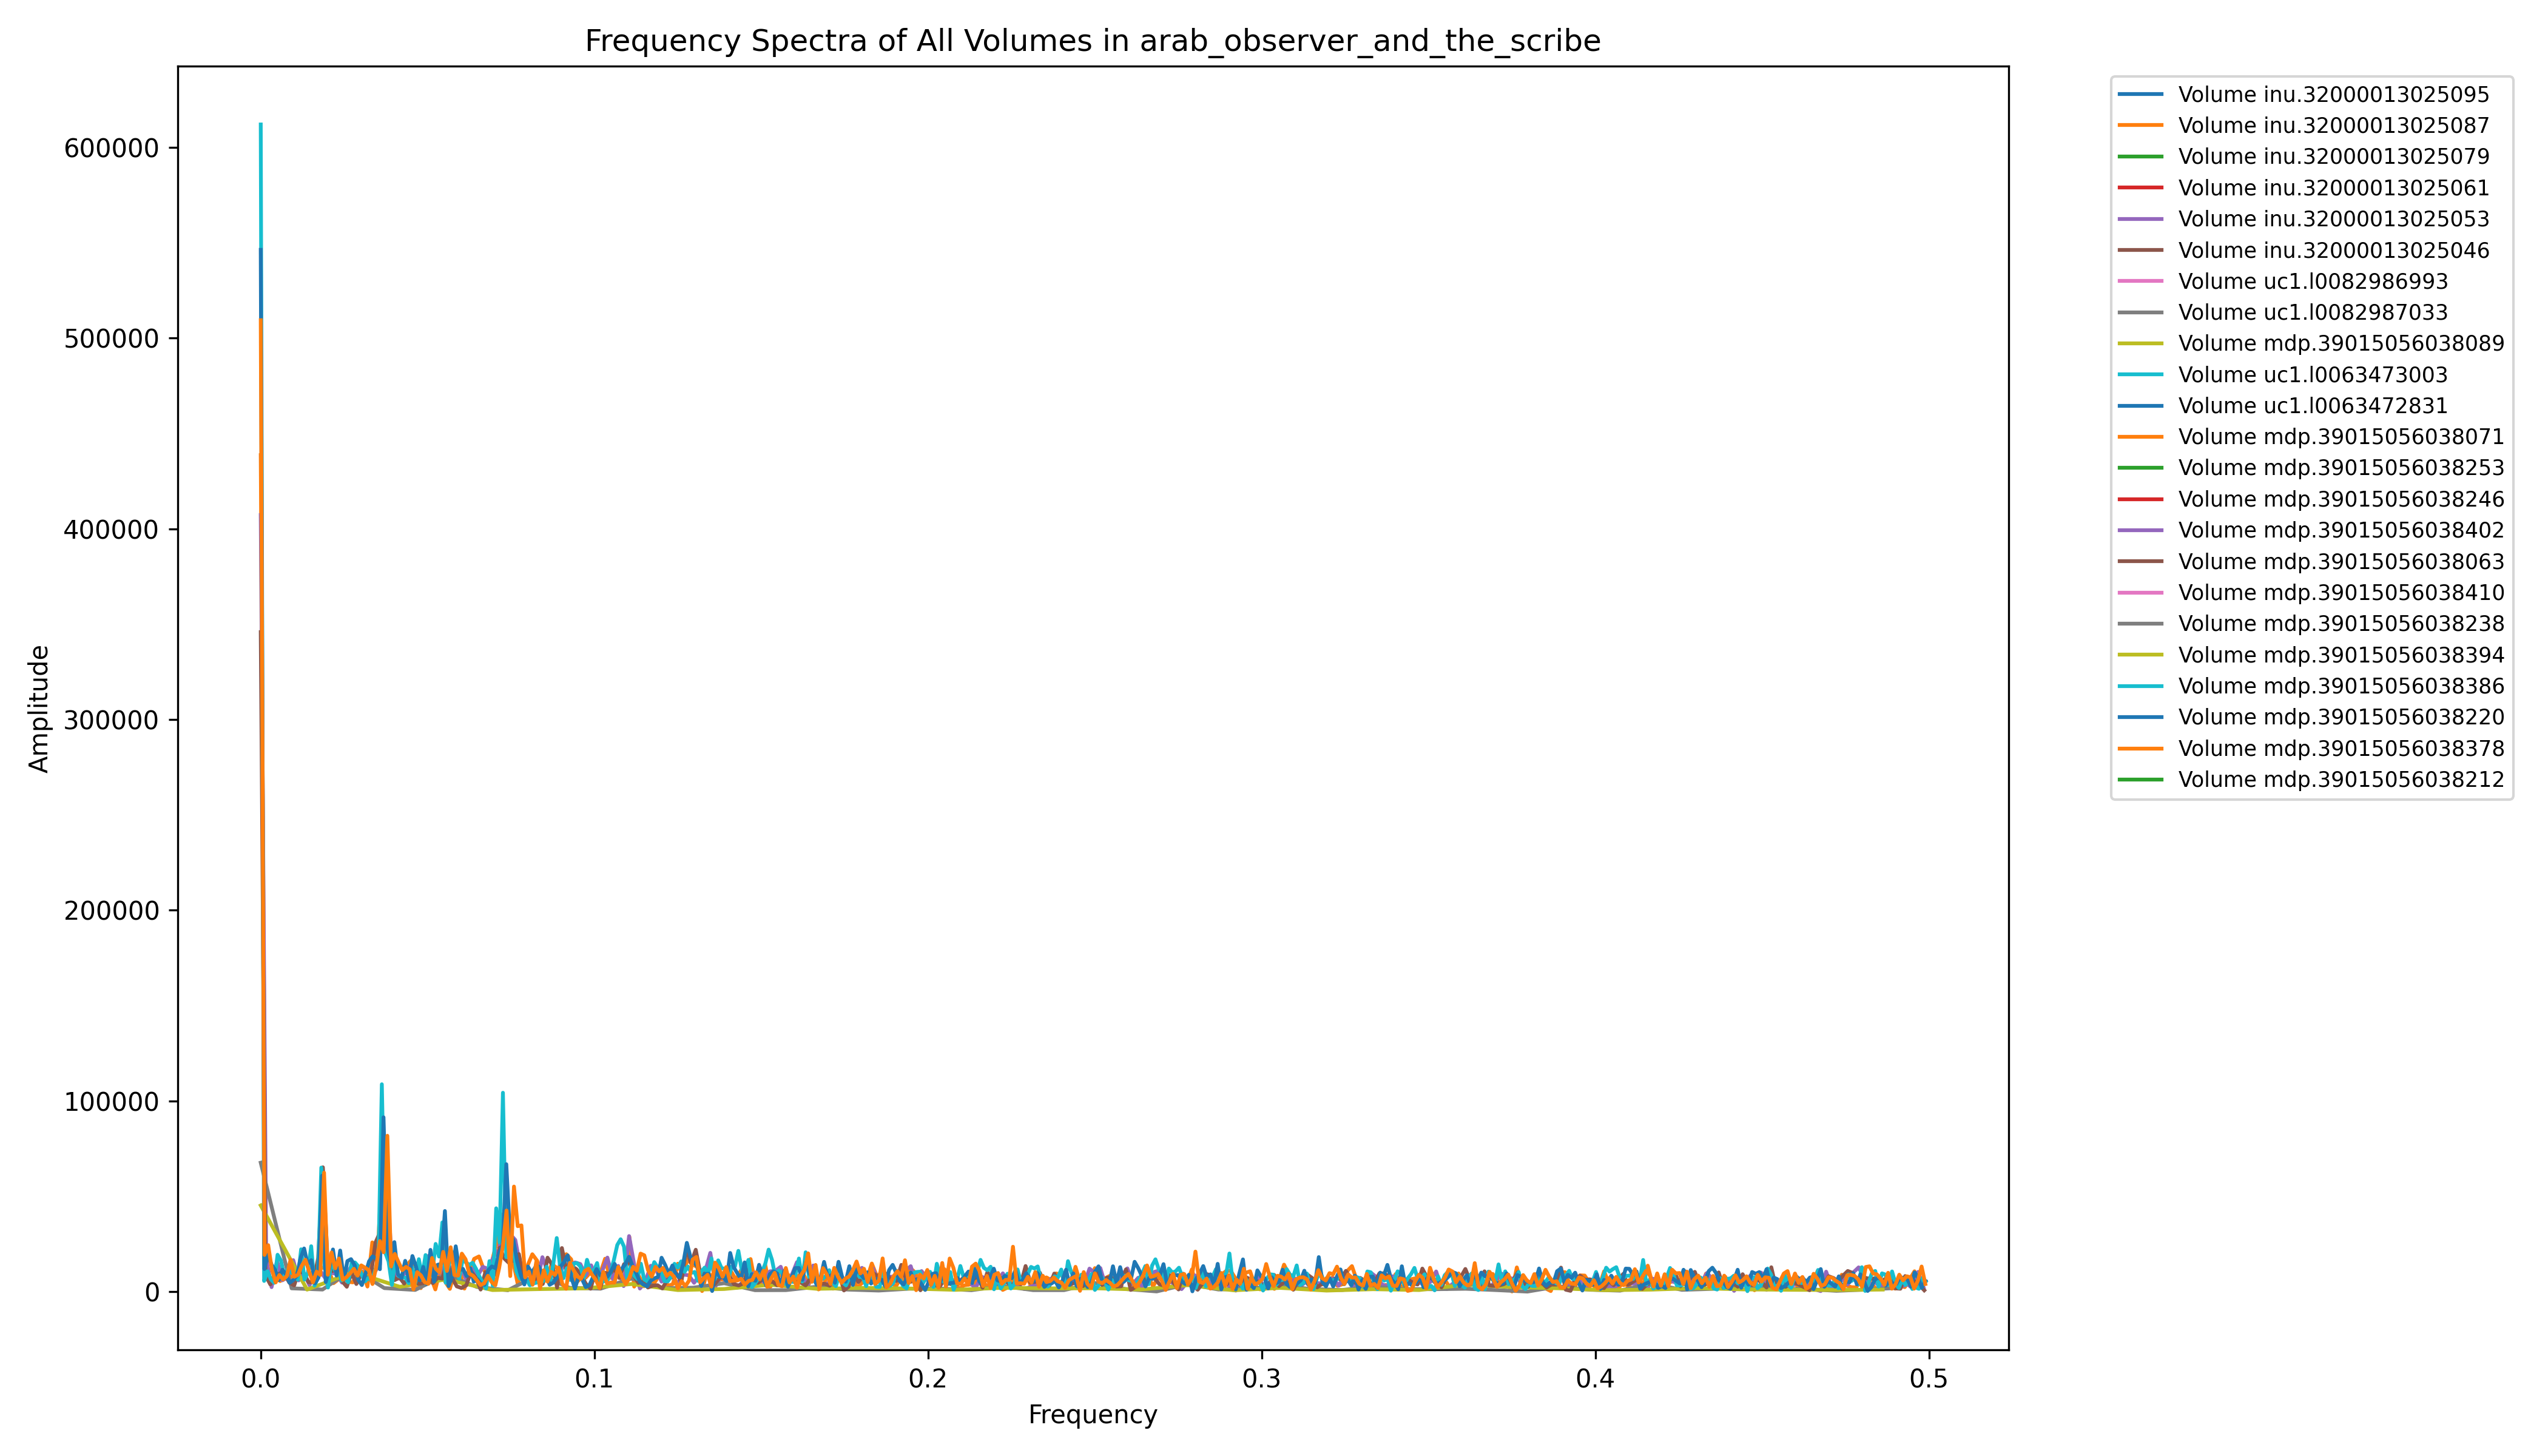 Frequency Spectra of All Volumes in arab_observer_and_the_scribe
Amplitude
600000
500000
400000
300000
200000
100000
0
0.0 0.1 0.2 0.3 0.4 0.5
Frequency
Volume inu.32000013025095
Volume inu.32000013025087
Volume inu.32000013025079
Volume inu.32000013025061
Volume inu.32000013025053
Volume inu.32000013025046
Volume uc1.l0082986993
Volume uc1.l0082987033
Volume mdp.39015056038089
Volume uc1.l0063473003
Volume uc1.l0063472831
Volume mdp.39015056038071
Volume mdp.39015056038253
Volume mdp.39015056038246
Volume mdp.39015056038402
Volume mdp.39015056038063
Volume mdp.39015056038410
Volume mdp.39015056038238
Volume mdp.39015056038394
Volume mdp.39015056038386
Volume mdp.39015056038220
Volume mdp.39015056038378
Volume mdp.39015056038212